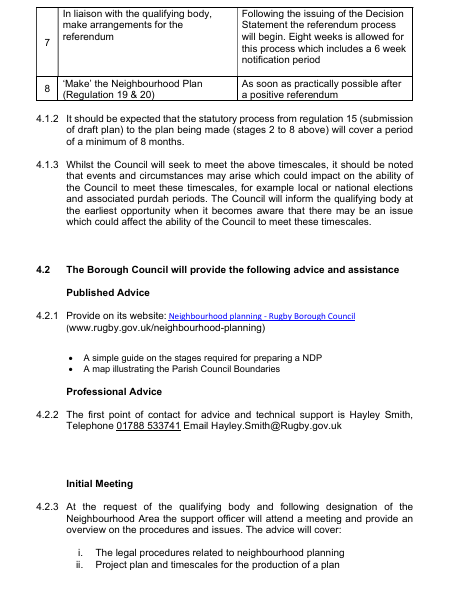 7
In liaison with the qualifying body,
make arrangements for the
referendum
Following the issuing of the Decision
Statement the referendum process
will begin. Eight weeks is allowed for
this process which includes a 6 week
notification period
8
‘Make’ the Neighbourhood Plan
(Regulation 19 & 20)
As soon as practically possible after
a positive referendum
4.1.2 It should be expected that the statutory process from regulation 15 (submission
of draft plan) to the plan being made (stages 2 to 8 above) will cover a period
of a minimum of 8 months.
4.1.3 Whilst the Council will seek to meet the above timescales, it should be noted
that events and circumstances may arise which could impact on the ability of
the Council to meet these timescales, for example local or national elections
and associated purdah periods. The Council will inform the qualifying body at
the earliest opportunity when it becomes aware that there may be an issue
which could affect the ability of the Council to meet these timescales.
4.2 The Borough Council will provide the following advice and assistance
Published Advice
4.2.1 Provide on its website: Neighbourhood planning - Rugby Borough Council
(www.rugby.gov.uk/neighbourhood-planning)
• A simple guide on the stages required for preparing a NDP
• A map illustrating the Parish Council Boundaries
Professional Advice
4.2.2 The first point of contact for advice and technical support is Hayley Smith,
Telephone 01788 533741 Email Hayley.Smith@Rugby.gov.uk
Initial Meeting
4.2.3 At the request of the qualifying body and following designation of the
Neighbourhood Area the support officer will attend a meeting and provide an
overview on the procedures and issues. The advice will cover:
i. The legal procedures related to neighbourhood planning
ii. Project plan and timescales for the production of a plan